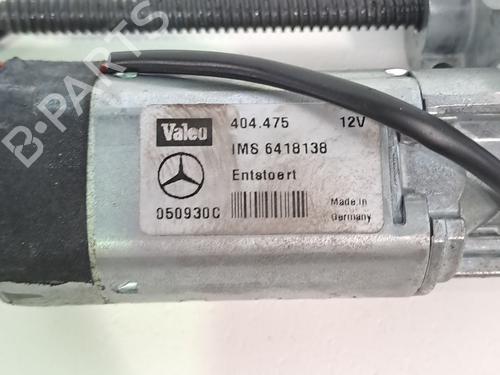 B-PARTS
Valeo
404.475 12V
IMS 6418138
Entstoert
050930C
Made in
Germany